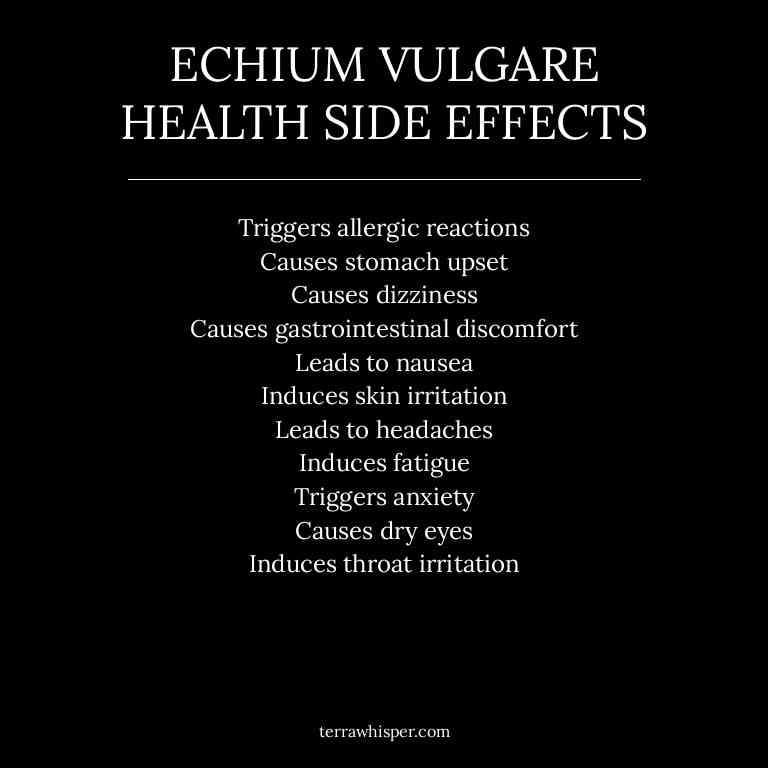 ECHIUM VULGARE
HEALTH SIDE EFFECTS
Triggers allergic reactions
Causes stomach upset
Causes dizziness
Causes gastrointestinal discomfort
Leads to nausea
Induces skin irritation
Leads to headaches
Induces fatigue
Triggers anxiety
Causes dry eyes
Induces throat irritation
terrawhisper.com